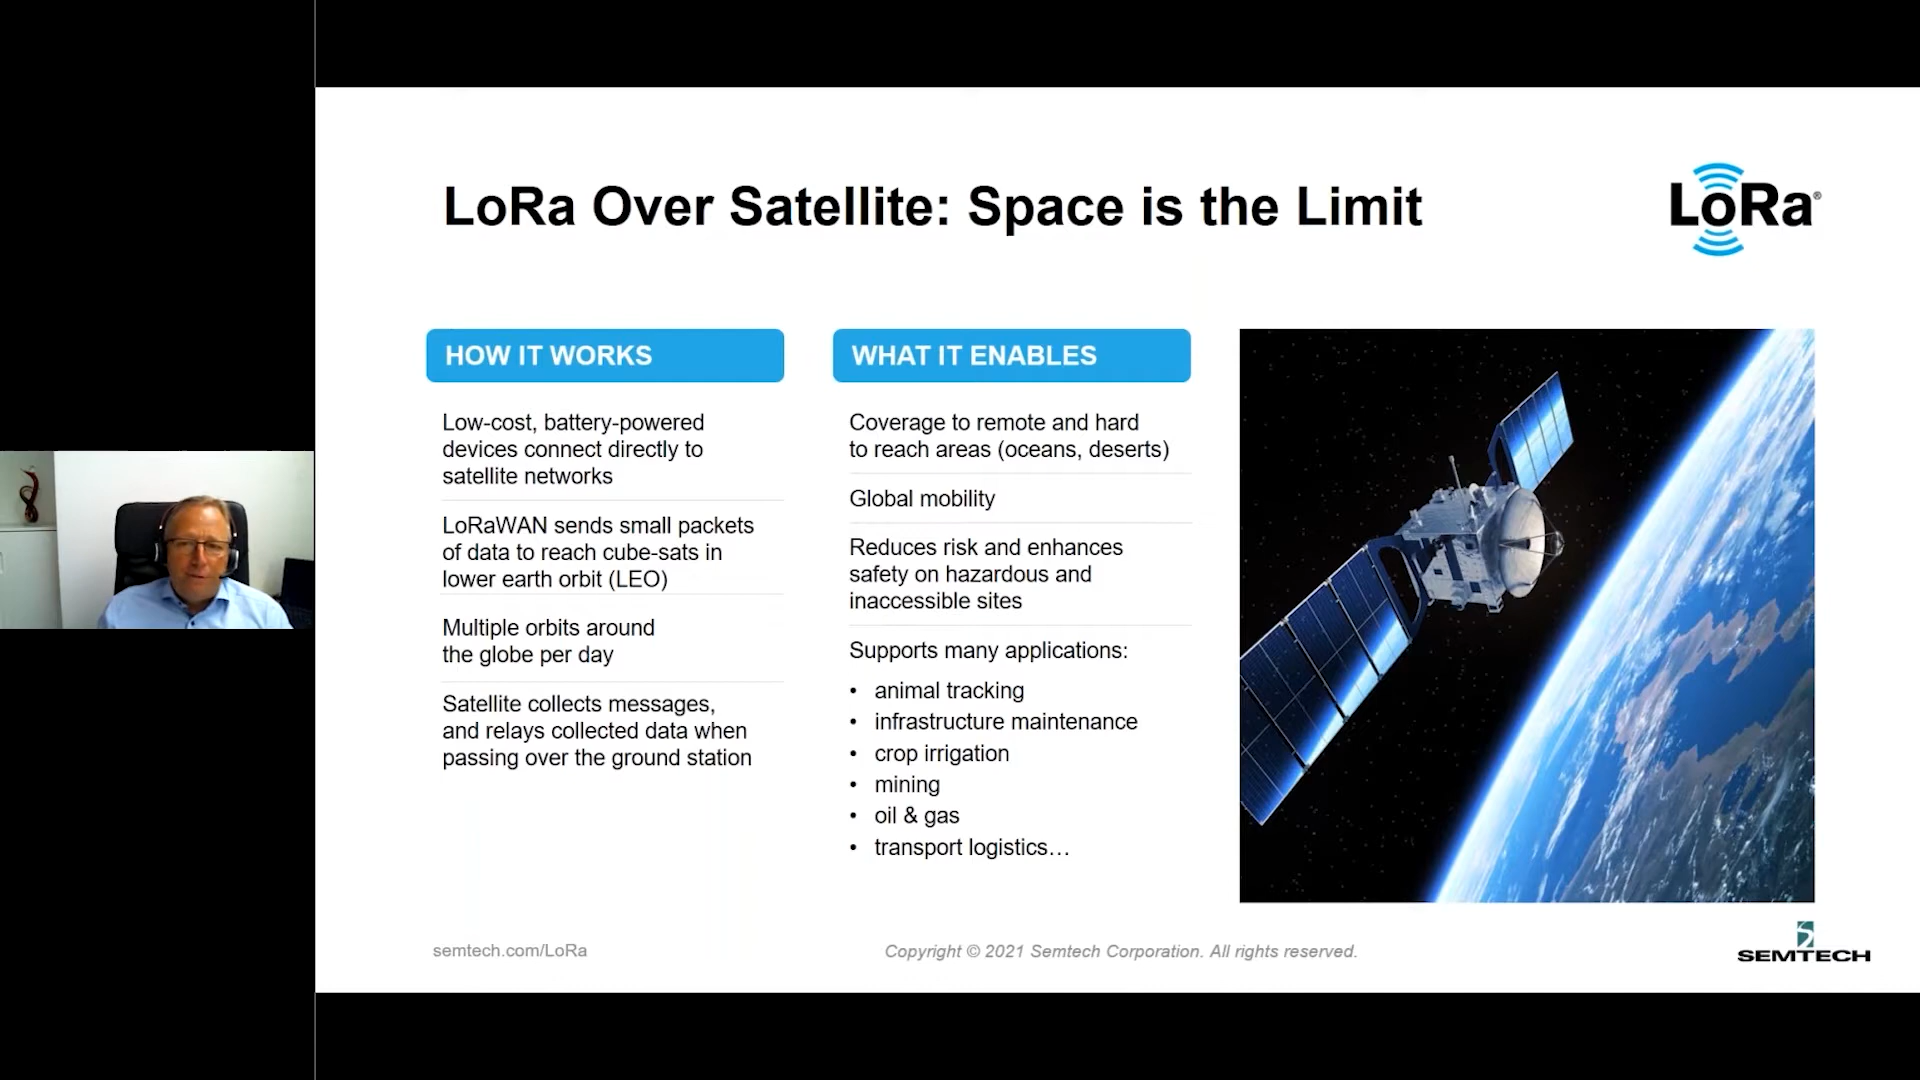 LoRa Over Satellite: Space is the Limit
LoRa®
HOW IT WORKS
Low-cost, battery-powered
devices connect directly to
satellite networks
LoRaWAN sends small packets
of data to reach cube-sats in
lower earth orbit (LEO)
Multiple orbits around
the globe per day
Satellite collects messages,
and relays collected data when
passing over the ground station
WHAT IT ENABLES
Coverage to remote and hard
to reach areas (oceans, deserts)
Global mobility
Reduces risk and enhances
safety on hazardous and
inaccessible sites
Supports many applications:
• animal tracking
• infrastructure maintenance
• crop irrigation
• mining
• oil & gas
• transport logistics…
semtech.com/LoRa
Copyright © 2021 Semtech Corporation. All rights reserved.
SEMTECH